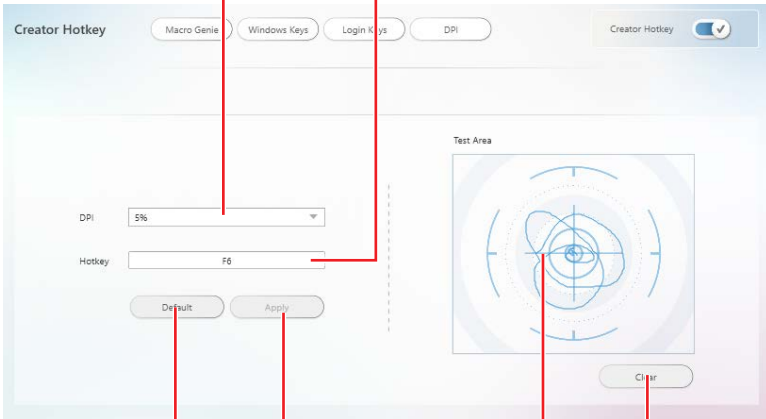 Creator Hotkey
Macro Genie
Windows Keys
Login Keys
DPI
Creator Hotkey
Test Area
DPI
5%
Hotkey
F6
Default
Apply
Clear